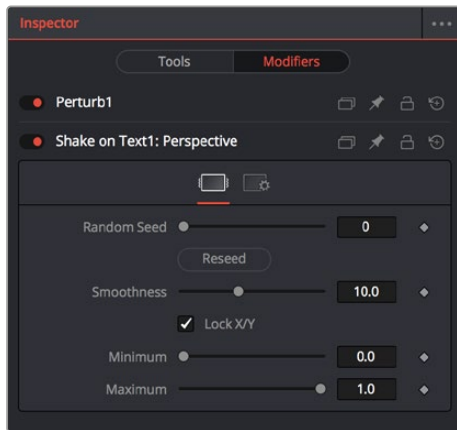 Inspector
Tools Modifiers
Perturb1
Shake on Text1: Perspective
Random Seed 0
Reseed
Smoothness 10.0
Lock X/Y
Minimum 0.0
Maximum 1.0